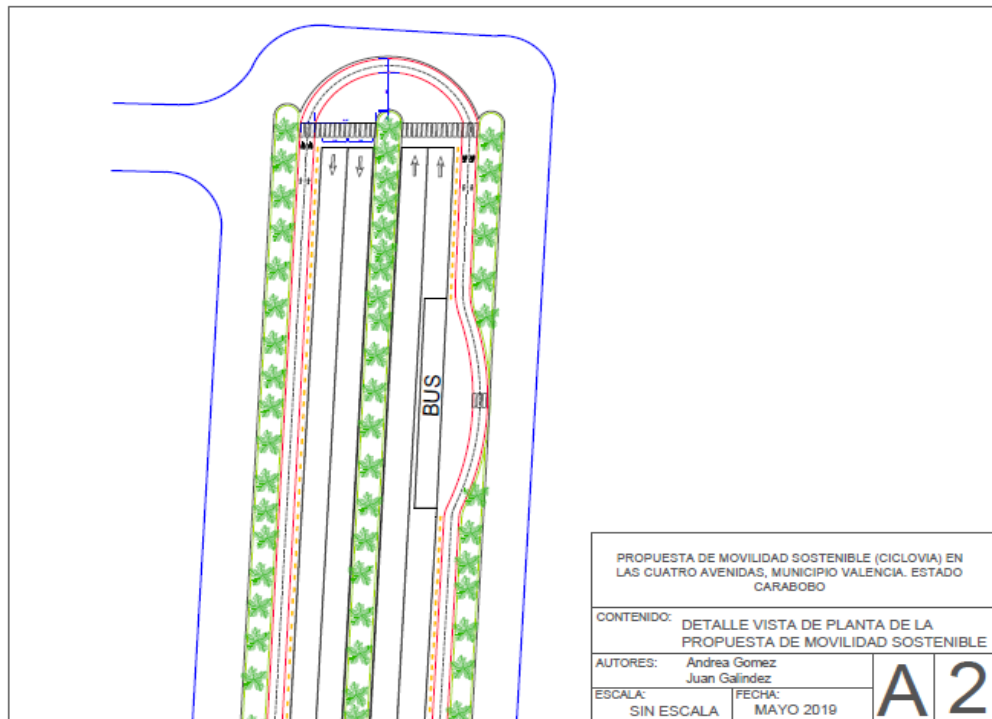 BUS
PROPUESTA DE MOVILIDAD SOSTENIBLE (CICLOVIA) EN
LAS CUATRO AVENIDAS, MUNICIPIO VALENCIA. ESTADO
CARABOBO
CONTENIDO: DETALLE VISTA DE PLANTA DE LA
PROPUESTA DE MOVILIDAD SOSTENIBLE
AUTORES: Andrea Gomez
Juan Galindez
ESCALA: SIN ESCALA
FECHA: MAYO 2019
A 2